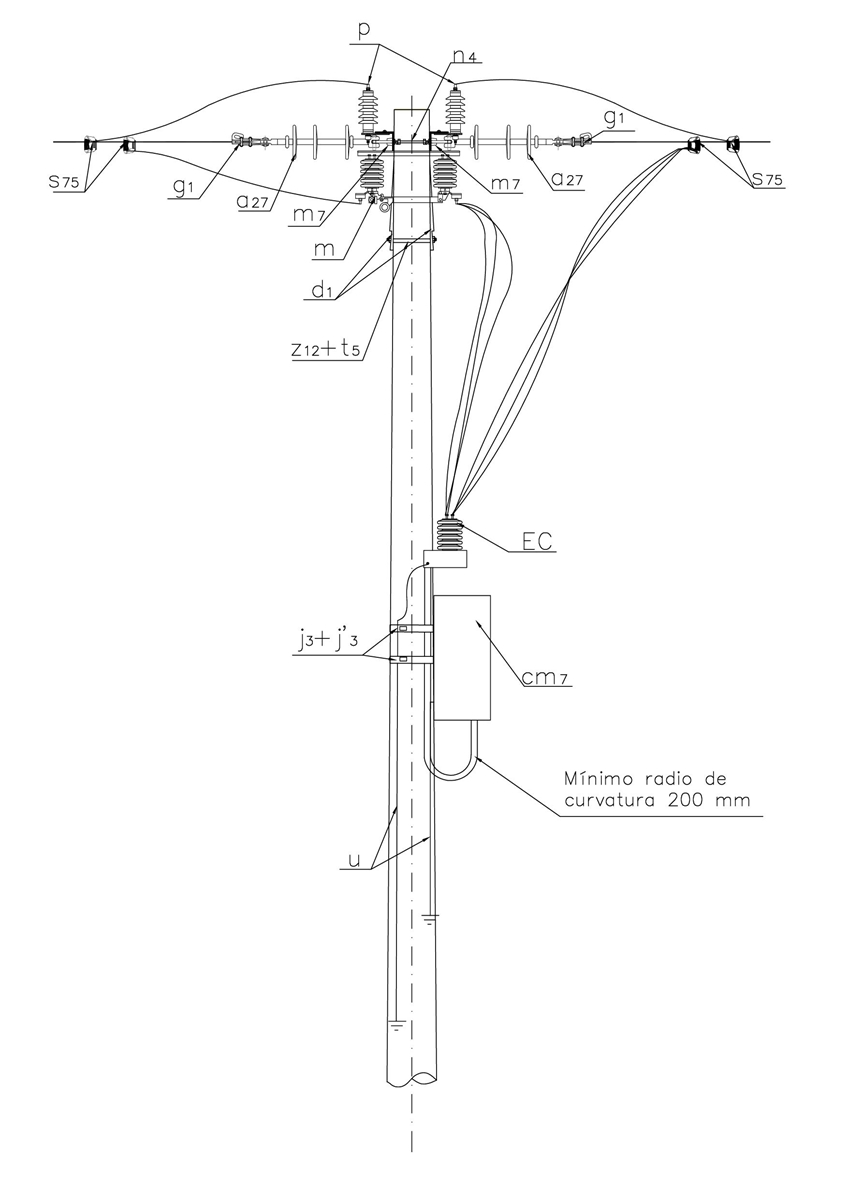 p
n4
g1
S75
g1
a27
m7
m
m7
a27
S75
d1
z12+t5
EC
j3+j'3
cm7
Mínimo radio de
curvatura 200 mm
u